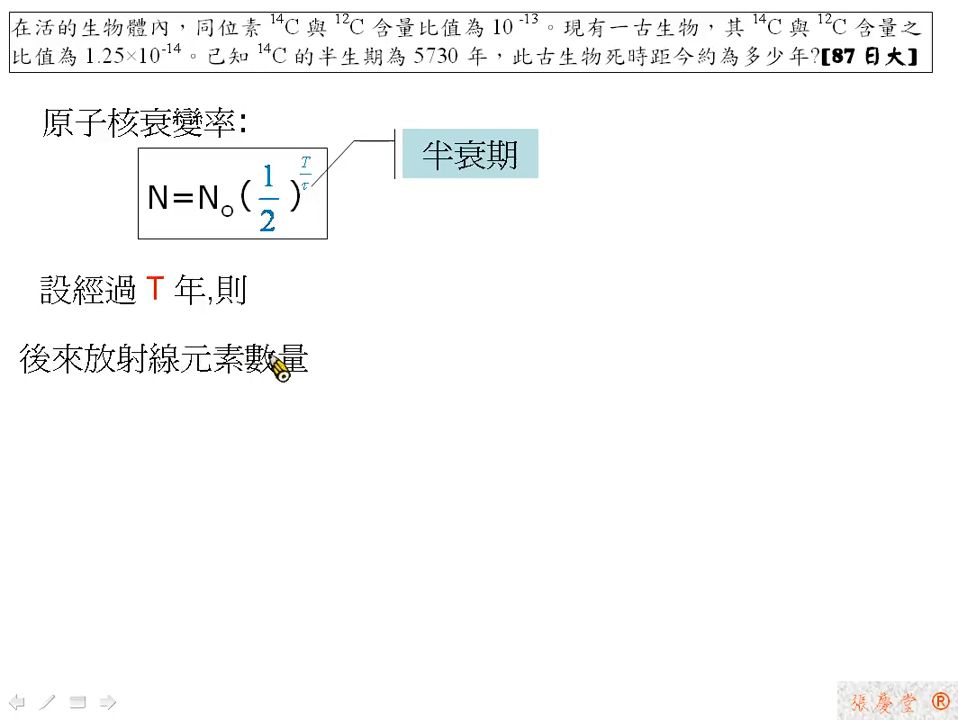 在活的生物體內，同位素 ¹⁴C 與 ¹²C 含量比值為 10⁻¹³。現有一古生物，其 ¹⁴C 與 ¹²C 含量之
比值為 1.25×10⁻¹⁴。已知 ¹⁴C 的半生期為 5730 年，此古生物死時距今約為多少年?[87 日大]
原子核衰變率:
半衰期
N=N₀(1/2)^(T/τ)
設經過 T 年,則
後來放射線元素數量
張慶堂 ®